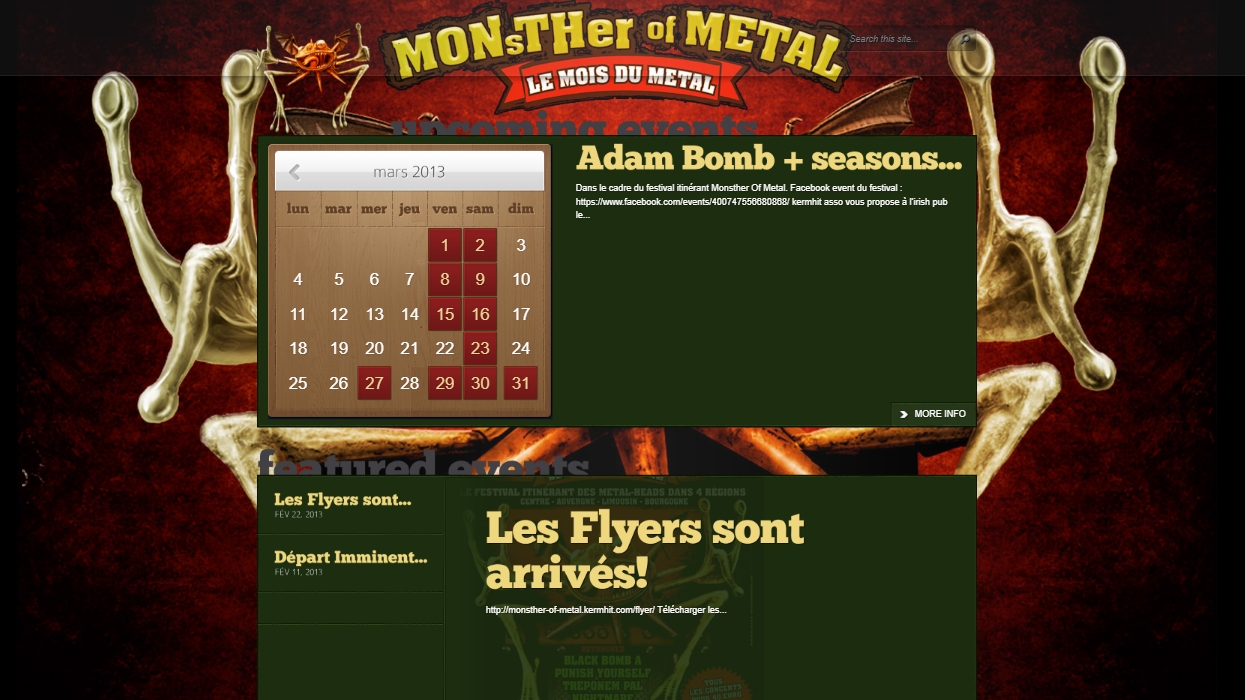 MONsTHer of METAL
LE MOIS DU METAL
Search this site...
upcoming events
mars 2013
lun mar mer jeu ven sam dim
1 2 3
4 5 6 7 8 9 10
11 12 13 14 15 16 17
18 19 20 21 22 23 24
25 26 27 28 29 30 31
Adam Bomb + seasons...
Dans le cadre du festival itinérant Monsther Of Metal. Facebook event du festival :
https://www.facebook.com/events/400747556680868/ kermhit asso vous propose à l'irish pub
le...
MORE INFO
featured events
Les Flyers sont...
FÉV 22, 2013
Départ Imminent...
FÉV 11, 2013
LE FESTIVAL ITINERANT DES METAL-HEADS DANS 4 REGIONS
CENTRE - AUVERGNE - LIMOUSIN - BOURGOGNE
Les Flyers sont
arrivés!
http://monsther-of-metal.kermhit.com/flyer/ Télécharger les...
BLACK BOMB A
PUNISH YOURSELF
TREPONEM PAL
NIGHTMARE
TOUS
LES CONCERTS